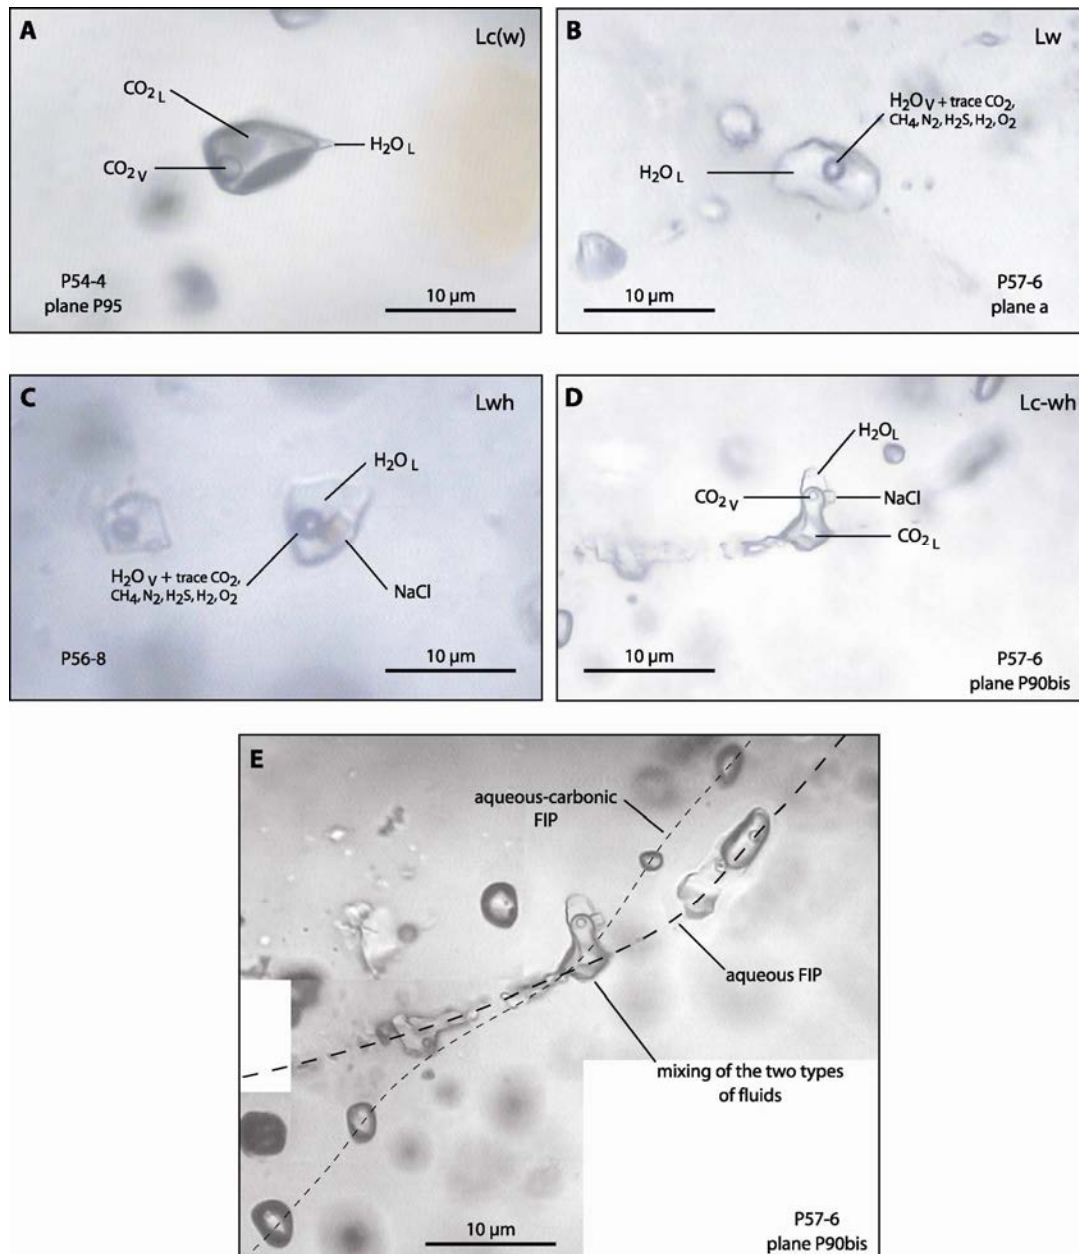 A
Lc(w)
CO2 L
CO2 V
H2O L
P54-4
plane P95
10 µm
B
Lw
H2O V + trace CO2,
CH4, N2, H2S, H2, O2
H2O L
P57-6
plane a
10 µm
C
Lwh
H2O L
H2O V + trace CO2,
CH4, N2, H2S, H2, O2
NaCl
P56-8
10 µm
D
Lc-wh
H2O L
CO2 V
NaCl
CO2 L
P57-6
plane P90bis
10 µm
E
aqueous-carbonic
FIP
aqueous FIP
mixing of the two types
of fluids
10 µm
P57-6
plane P90bis